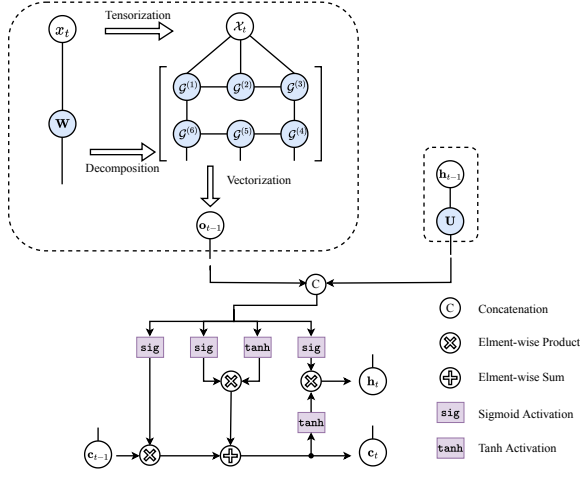 Tensorization
x_t
𝒳_t
𝒢^(1) 𝒢^(2) 𝒢^(3)
W
𝒢^(6) 𝒢^(5) 𝒢^(4)
Decomposition
Vectorization
o_{t−1}
h_{t−1}
U
C
sig sig tanh sig
h_t
tanh
c_{t−1}
c_t
C Concatenation
Elment-wise Product
Elment-wise Sum
sig Sigmoid Activation
tanh Tanh Activation